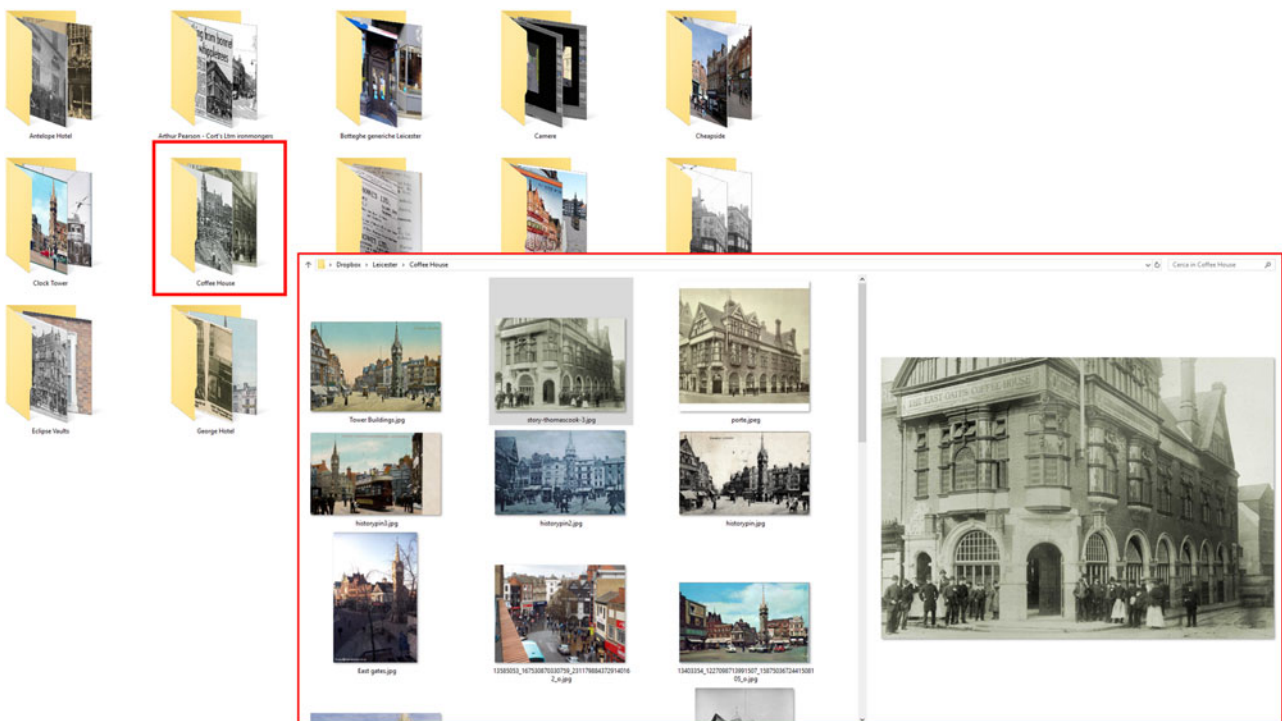 Antelope Hotel
Arthur Pearson - Cort's Ltm ironmongers
Botteghe generiche Leicester
Camere
Cheapside
Clock Tower
Coffee House
Eclipse Vaults
George Hotel
Dropbox > Leicester > Coffee House
Cerca in Coffee House
Tower Buildings.jpg
story-thomescook-3.jpg
porte.jpeg
historypin3.jpg
historypin2.jpg
historypin.jpg
East gates.jpg
THE EAST GATES COFFEE HOUSE